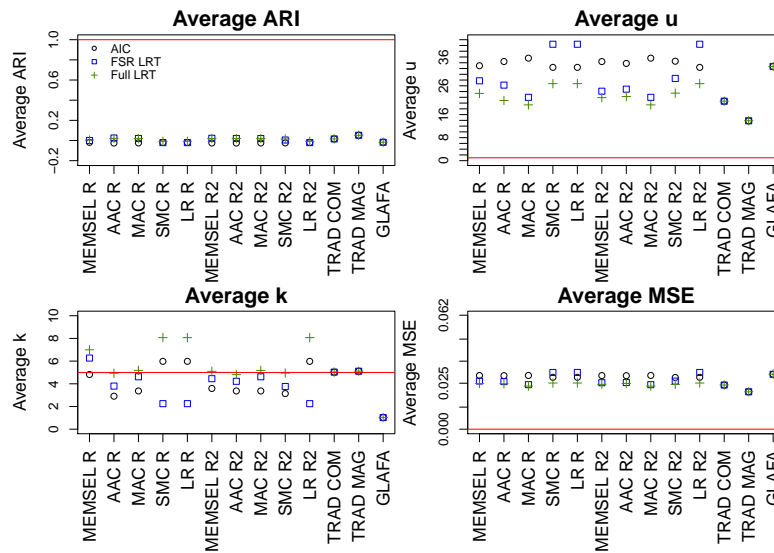 Average ARI
Average ARI
1.0
0.6
0.2
−0.2
AIC
FSR LRT
Full LRT
MEMSEL R
AAC R
MAC R
SMC R
LR R
MEMSEL R2
AAC R2
MAC R2
SMC R2
LR R2
TRAD COM
TRAD MAG
GLAFA
Average u
Average u
36
28
22
16
10
6
0
MEMSEL R
AAC R
MAC R
SMC R
LR R
MEMSEL R2
AAC R2
MAC R2
SMC R2
LR R2
TRAD COM
TRAD MAG
GLAFA
Average k
Average k
10
8
6
4
2
0
MEMSEL R
AAC R
MAC R
SMC R
LR R
MEMSEL R2
AAC R2
MAC R2
SMC R2
LR R2
TRAD COM
TRAD MAG
GLAFA
Average MSE
Average MSE
0.062
0.025
0.000
MEMSEL R
AAC R
MAC R
SMC R
LR R
MEMSEL R2
AAC R2
MAC R2
SMC R2
LR R2
TRAD COM
TRAD MAG
GLAFA